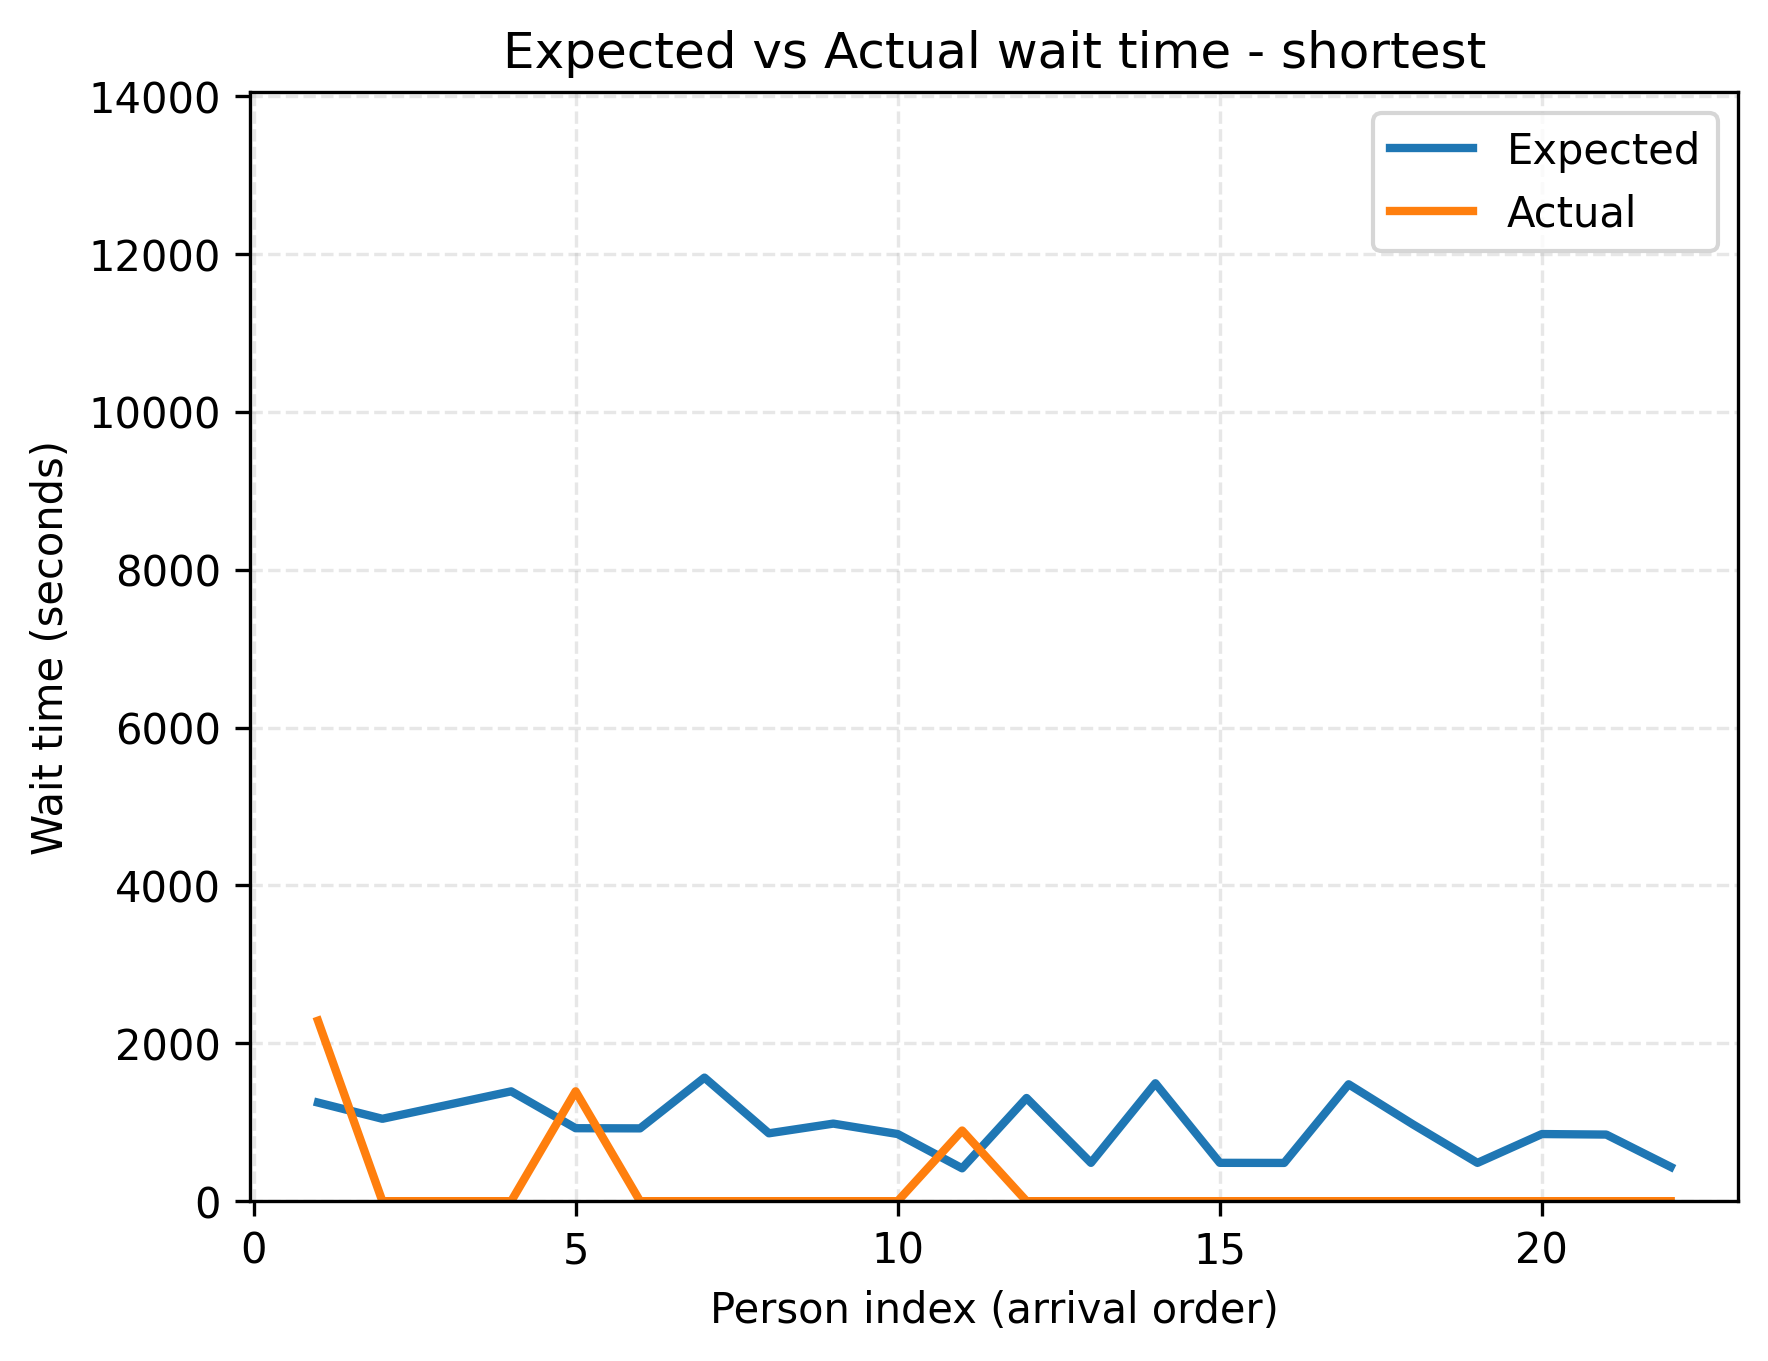 Expected vs Actual wait time - shortest
14000
12000
10000
8000
6000
4000
2000
0
Wait time (seconds)
Expected
Actual
0 5 10 15 20
Person index (arrival order)